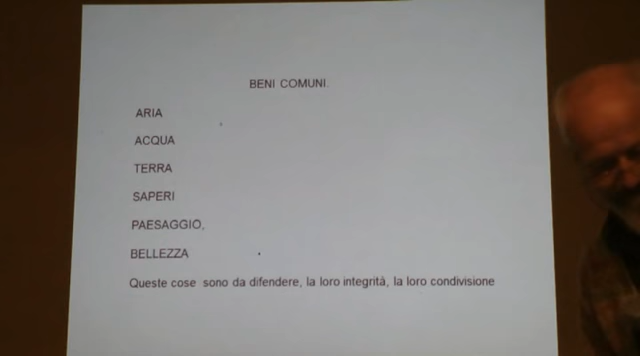 BENI COMUNI
ARIA
ACQUA
TERRA
SAPERI
PAESAGGIO,
BELLEZZA
Queste cose sono da difendere, la loro integrità, la loro condivisione